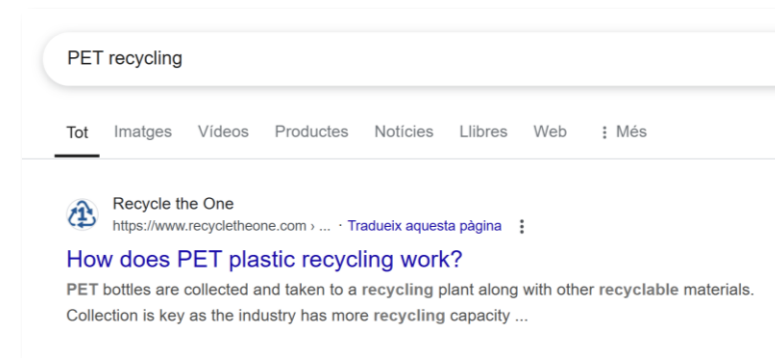 PET recycling
Tot Imatges Vídeos Productes Notícies Llibres Web Més
Recycle the One
https://www.recycletheone.com › ... · Tradueix aquesta pàgina
How does PET plastic recycling work?
PET bottles are collected and taken to a recycling plant along with other recyclable materials.
Collection is key as the industry has more recycling capacity ...